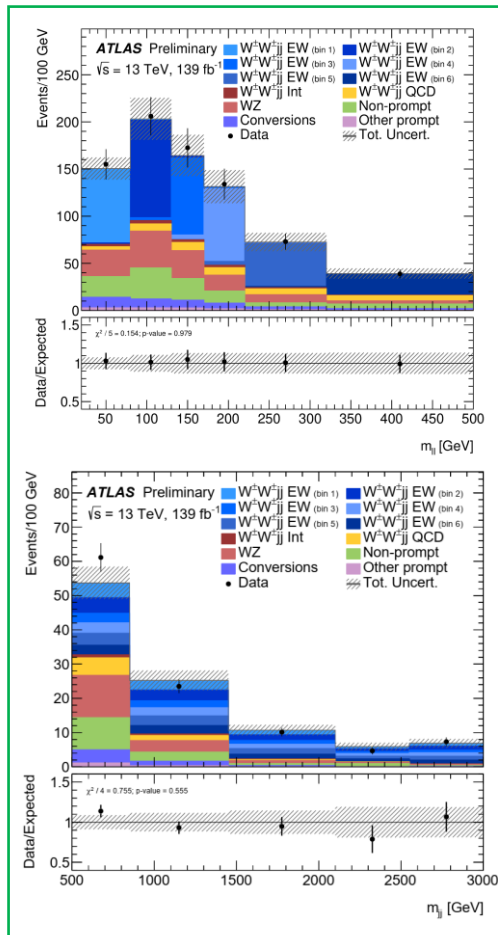 ATLAS Preliminary
√s = 13 TeV, 139 fb⁻¹
W±W±jj EW (bin 1) W±W±jj EW (bin 2)
W±W±jj EW (bin 3) W±W±jj EW (bin 4)
W±W±jj EW (bin 5) W±W±jj EW (bin 6)
W±W±jj Int W±W±jj QCD
WZ Non-prompt
Conversions Other prompt
Data Tot. Uncert.
Events/100 GeV
250
200
150
100
50
0
χ² / 5 = 0.154; p-value = 0.979
Data/Expected
1.5
1
0.5
50 100 150 200 250 300 350 400 450 500
m_ll [GeV]
ATLAS Preliminary
√s = 13 TeV, 139 fb⁻¹
W±W±jj EW (bin 1) W±W±jj EW (bin 2)
W±W±jj EW (bin 3) W±W±jj EW (bin 4)
W±W±jj EW (bin 5) W±W±jj EW (bin 6)
W±W±jj Int W±W±jj QCD
WZ Non-prompt
Conversions Other prompt
Data Tot. Uncert.
Events/100 GeV
80
70
60
50
40
30
20
10
0
χ² / 4 = 0.755; p-value = 0.555
Data/Expected
1.5
1
0.5
500 1000 1500 2000 2500 3000
m_jj [GeV]